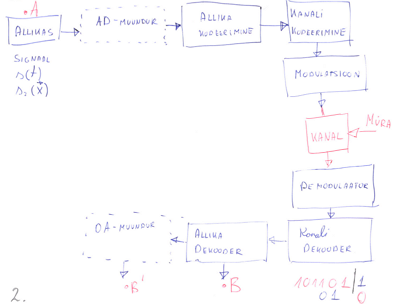 A
ALLIKAS
AD-MUUNDUR
ALLIKA
KODEERIMINE
KANALI
KODEERIMINE
SIGNAAL
s(t)
MODULATSIOON
KANAL
MÜRA
DEMODULAATOR
DA-MUUNDUR
ALLIKA
DEKOODER
Kanali
DEKOODER
B'
B
101101/1
01 0
2.